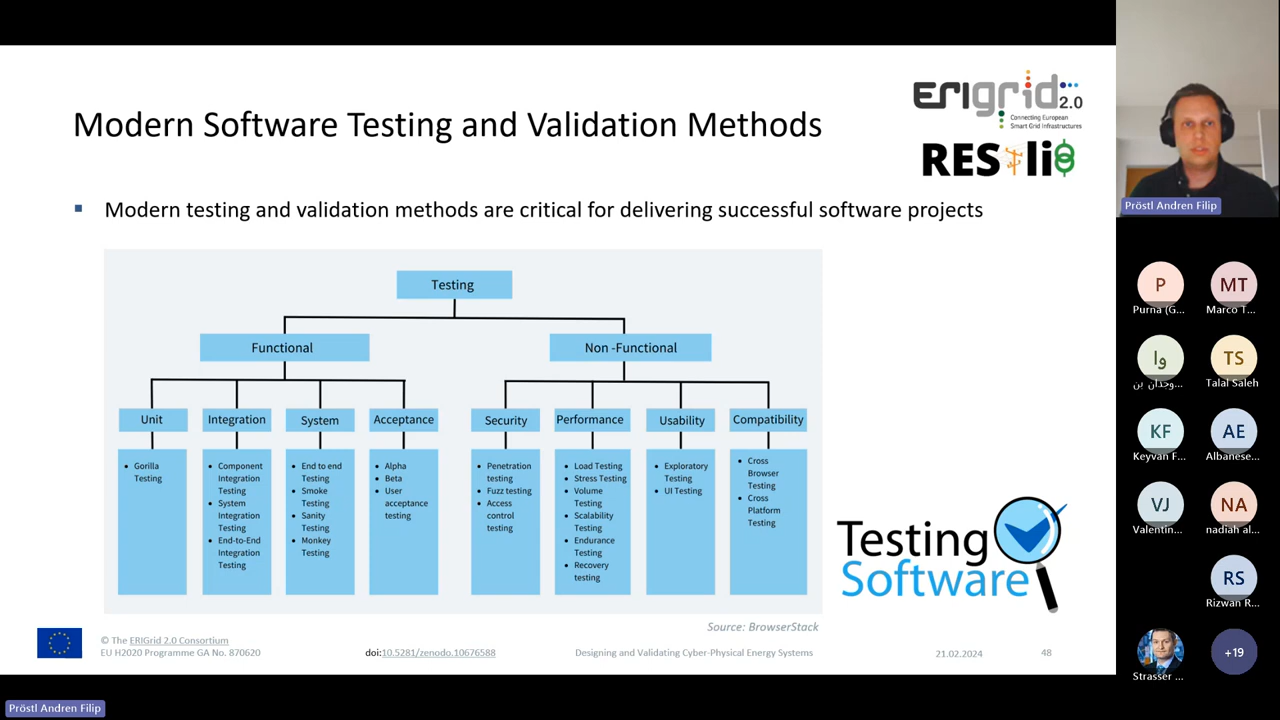 Modern Software Testing and Validation Methods
ERIgrid 2.0
Connecting European
Smart Grid Infrastructures
RESili8
Modern testing and validation methods are critical for delivering successful software projects
Testing
Functional
Non -Functional
Unit
Integration
System
Acceptance
Security
Performance
Usability
Compatibility
• Gorilla
Testing
• Component
Integration
Testing
• System
Integration
Testing
• End-to-End
Integration
Testing
• End to end
Testing
• Smoke
Testing
• Sanity
Testing
• Monkey
Testing
• Alpha
• Beta
• User
acceptance
testing
• Penetration
testing
• Fuzz testing
• Access
control
testing
• Load Testing
• Stress Testing
• Volume
Testing
• Scalability
Testing
• Endurance
Testing
• Recovery
testing
• Exploratory
Testing
• UI Testing
• Cross
Browser
Testing
• Cross
Platform
Testing
Testing
Software
Source: BrowserStack
© The ERIGrid 2.0 Consortium
EU H2020 Programme GA No. 870620
doi:10.5281/zenodo.10676588
Designing and Validating Cyber-Physical Energy Systems
21.02.2024
48
Pröstl Andren Filip
Pröstl Andren Filip
P
Purna (G...
MT
Marco T...
وا
وجدان بن...
TS
Talal Saleh
KF
Keyvan F...
AE
Albanese...
VJ
Valentin...
NA
nadiah al...
RS
Rizwan R...
Strasser ...
+19